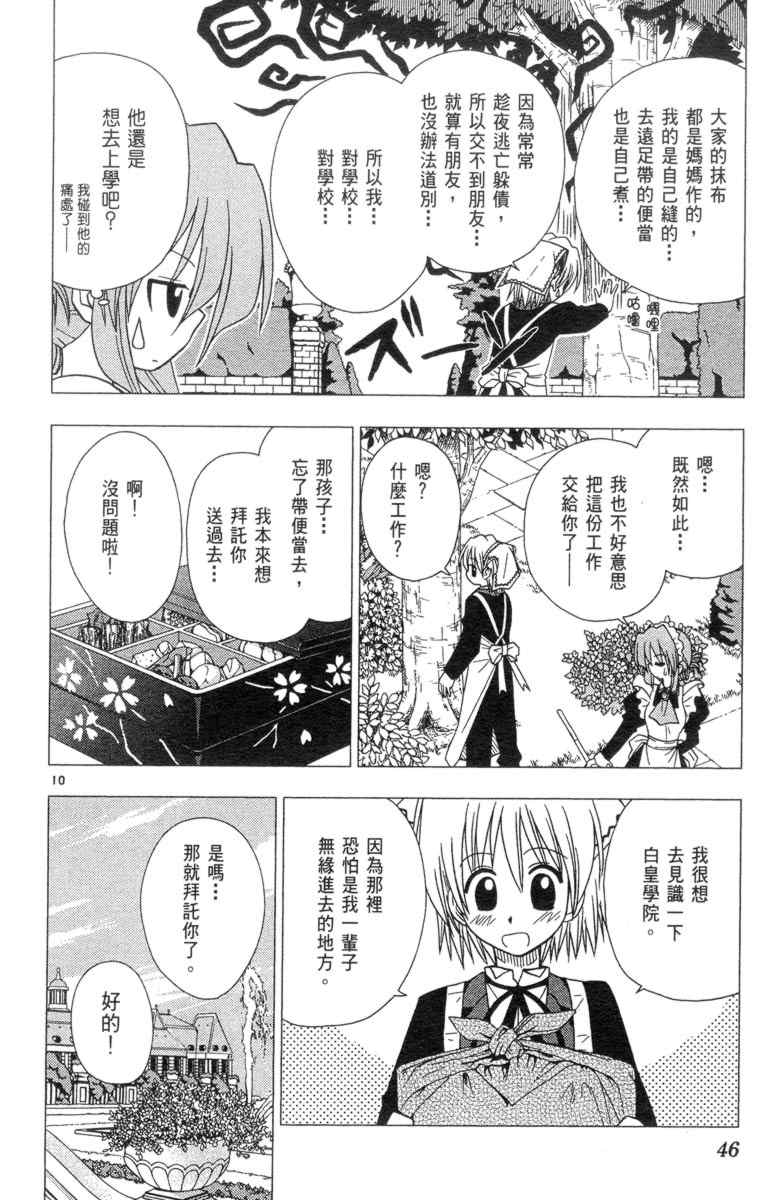 大家的抹布
都是媽媽作的，
我的是自己縫的…
去遠足帶的便當
也是自己煮…
因為常常
趁夜逃亡躲債
所以交不到朋友…
就算有朋友，
也沒辦法道別…
所以我…
對學校…
對學校…
嘿哩
咕嚕
ズ
他還是
想去上學吧？
我碰到他的
痛處了——
嗯…
既然如此…
我也不好意思
把這份工作
交給你了——
嗯？
什麼工作？
那孩子…
忘了帶便當去，
我本來想
拜託你
送過去…
啊！
沒問題啦！
10
我很想
去見識一下
白皇學院。
因為那裡
恐怕是我一輩子
無緣進去的地方。
是嗎…
那就拜託你了。
好的！
46